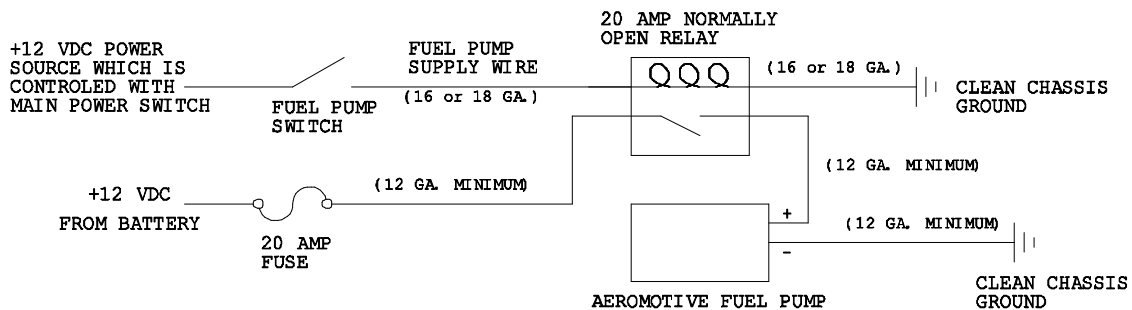 20 AMP NORMALLY
OPEN RELAY
+12 VDC POWER
SOURCE WHICH IS
CONTROLED WITH
MAIN POWER SWITCH
FUEL PUMP
SWITCH
FUEL PUMP
SUPPLY WIRE
(16 or 18 GA.)
(16 or 18 GA.)
CLEAN CHASSIS
GROUND
+12 VDC
FROM BATTERY
20 AMP
FUSE
(12 GA. MINIMUM)
(12 GA. MINIMUM)
+
-
(12 GA. MINIMUM)
CLEAN CHASSIS
GROUND
AEROMOTIVE FUEL PUMP